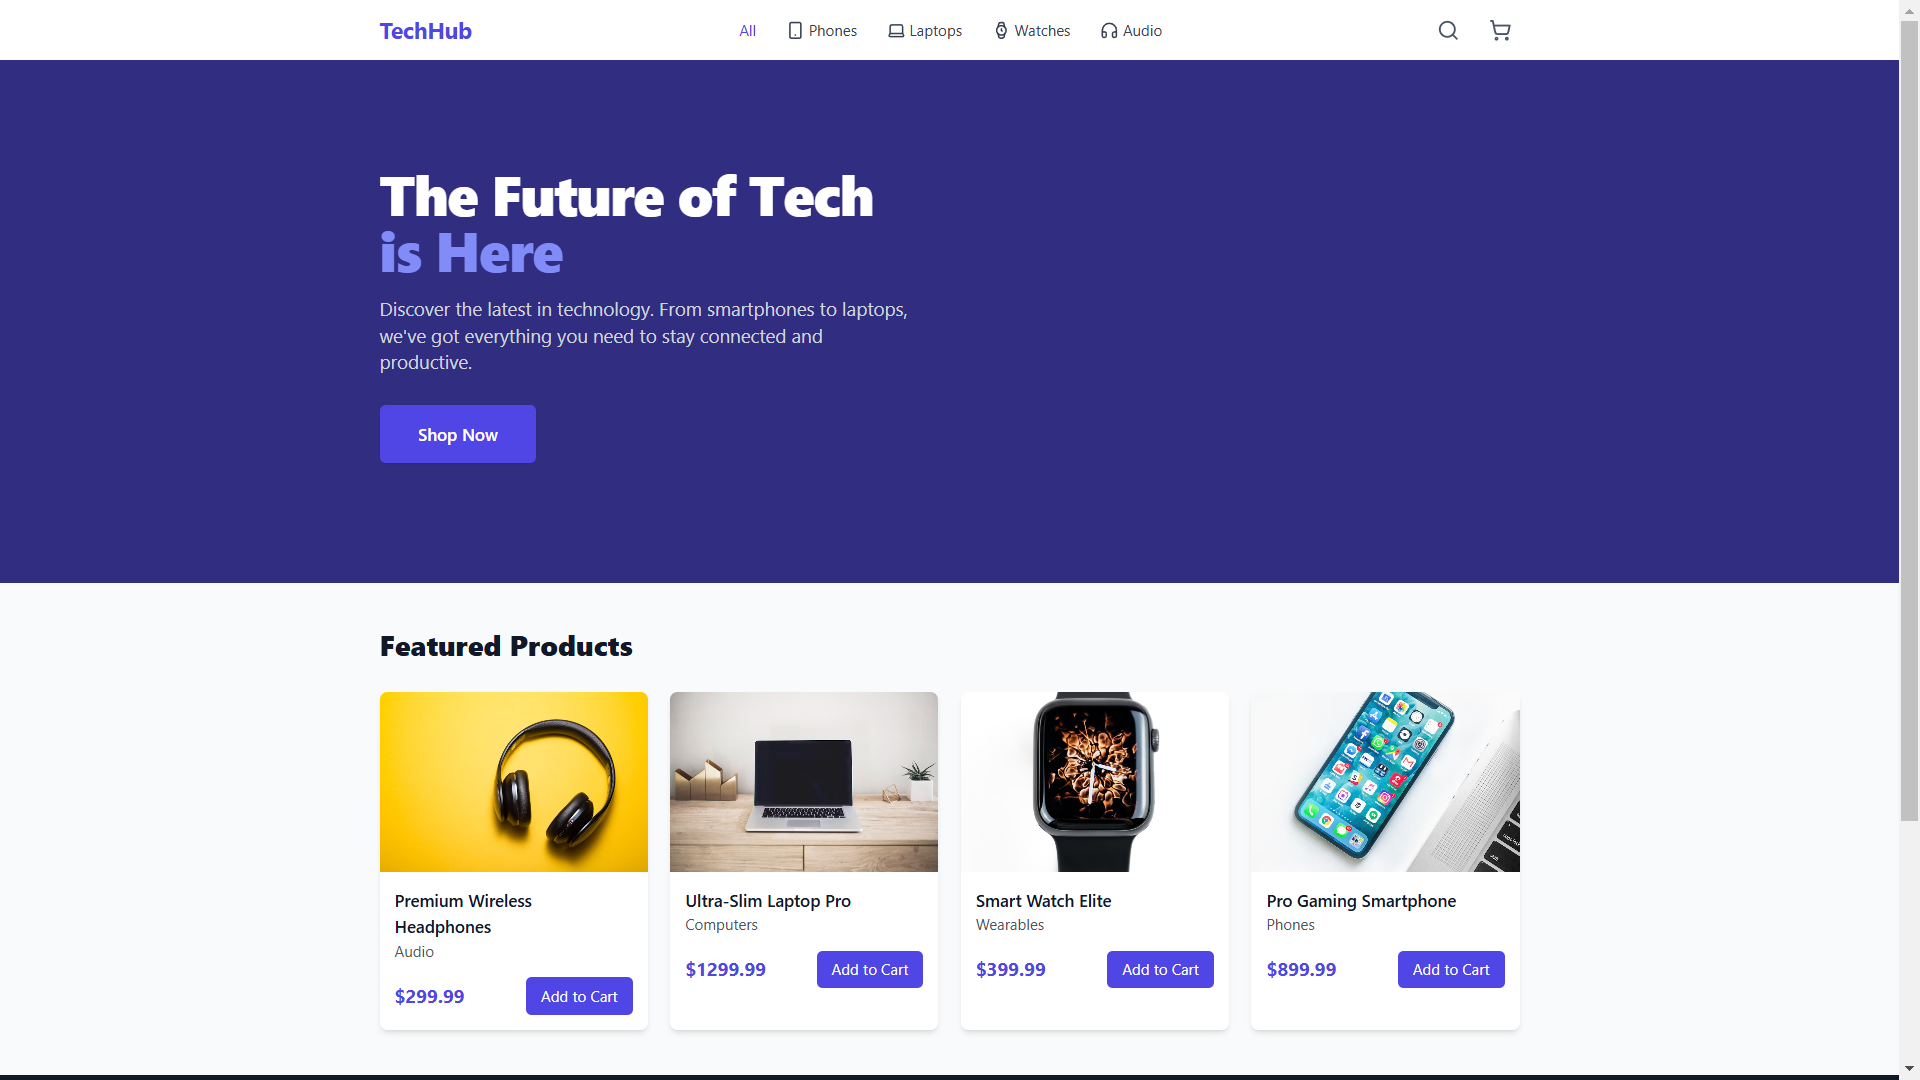 TechHub
All
Phones
Laptops
Watches
Audio
The Future of Tech
is Here
Discover the latest in technology. From smartphones to laptops,
we've got everything you need to stay connected and
productive.
Shop Now
Featured Products
Premium Wireless
Headphones
Audio
$299.99
Add to Cart
Ultra-Slim Laptop Pro
Computers
$1299.99
Add to Cart
Smart Watch Elite
Wearables
$399.99
Add to Cart
Pro Gaming Smartphone
Phones
$899.99
Add to Cart